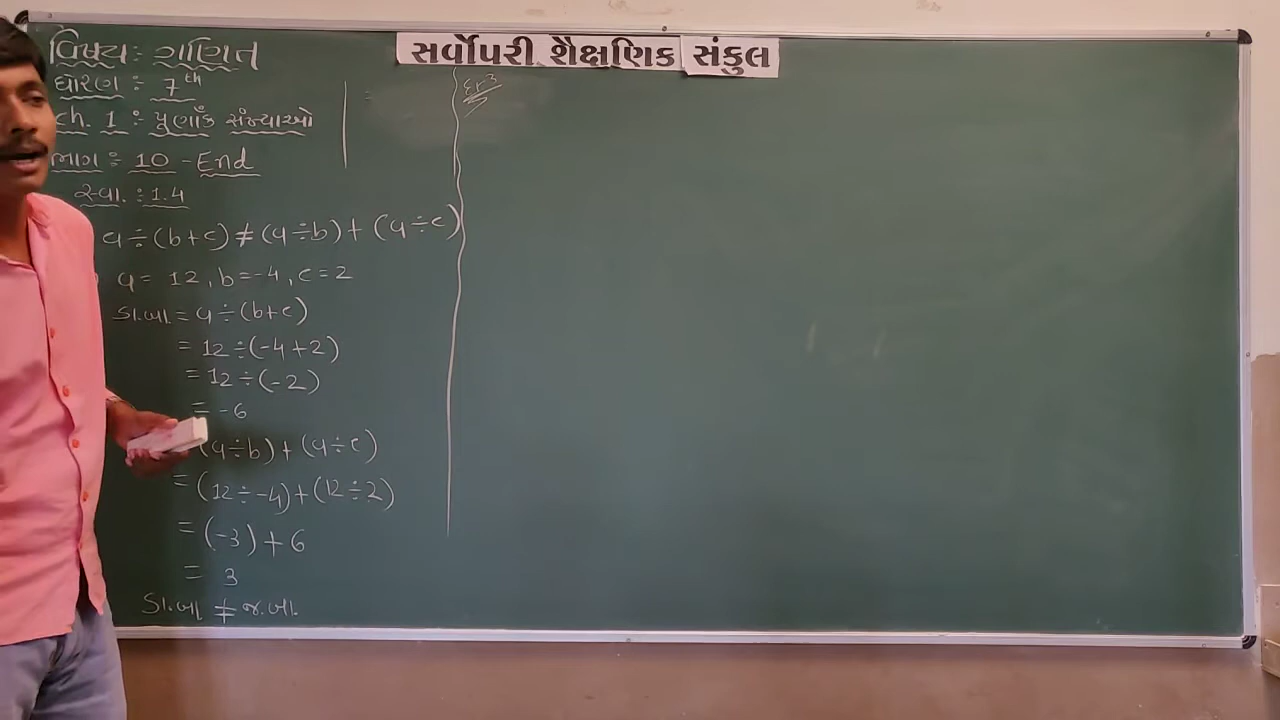 સર્વોપરી શૈક્ષણિક સંકુલ
વિષય: ગણિત
ધોરણ : 7th
ch. 1 : પૂર્ણાંક સંખ્યાઓ
ભાગ : 10 - End
સ્વા. : 1.4
a ÷ (b+c) ≠ (a÷b) + (a÷c)
a = 12, b = -4, c = 2
ડા.બા = a ÷ (b+c)
= 12 ÷ (-4+2)
= 12 ÷ (-2)
= -6
(a÷b) + (a÷c)
= (12 ÷ -4) + (12 ÷ 2)
= (-3) + 6
= 3
ડા.બા ≠ જ.બા.